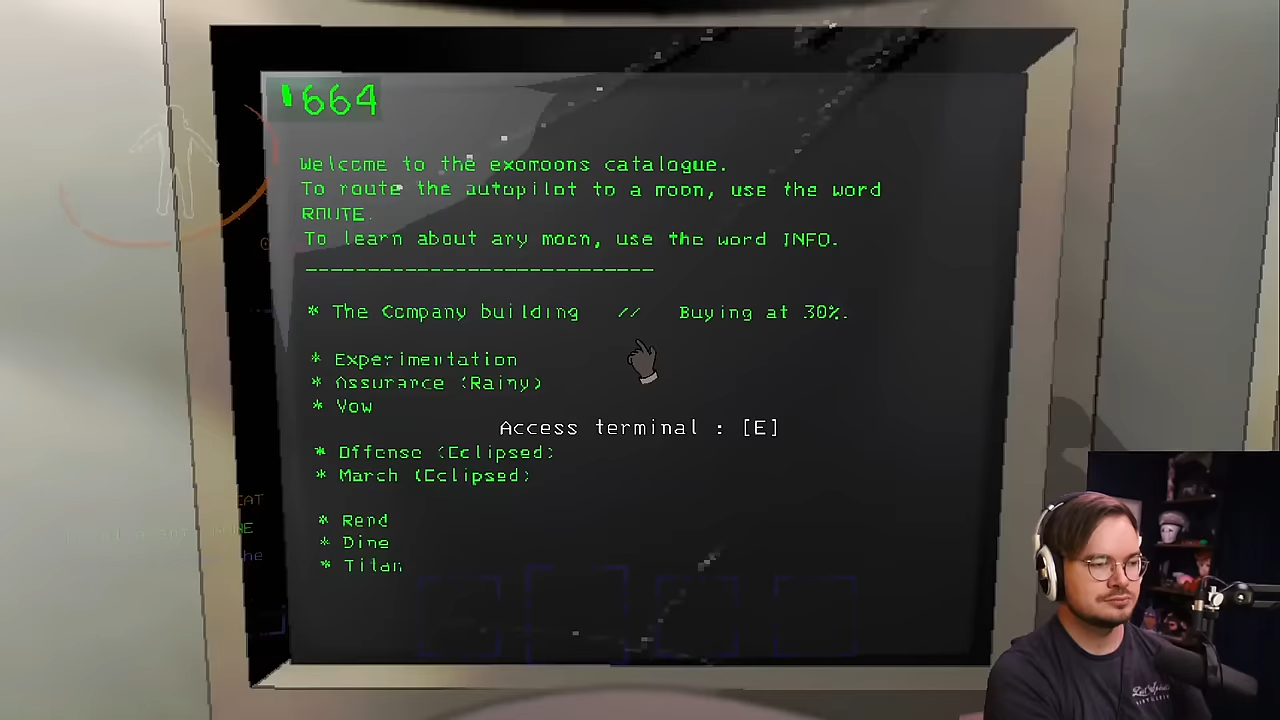 664
Welcome to the exomoons catalogue.
To route the autopilot to a moon, use the word
ROUTE.
To learn about any moon, use the word INFO.
----------------------------
* The Company building // Buying at 30%.
* Experimentation
* Assurance (Rainy)
* Vow
Access terminal : [E]
* Offense (Eclipsed)
* March (Eclipsed)
* Rend
* Dine
* Titan